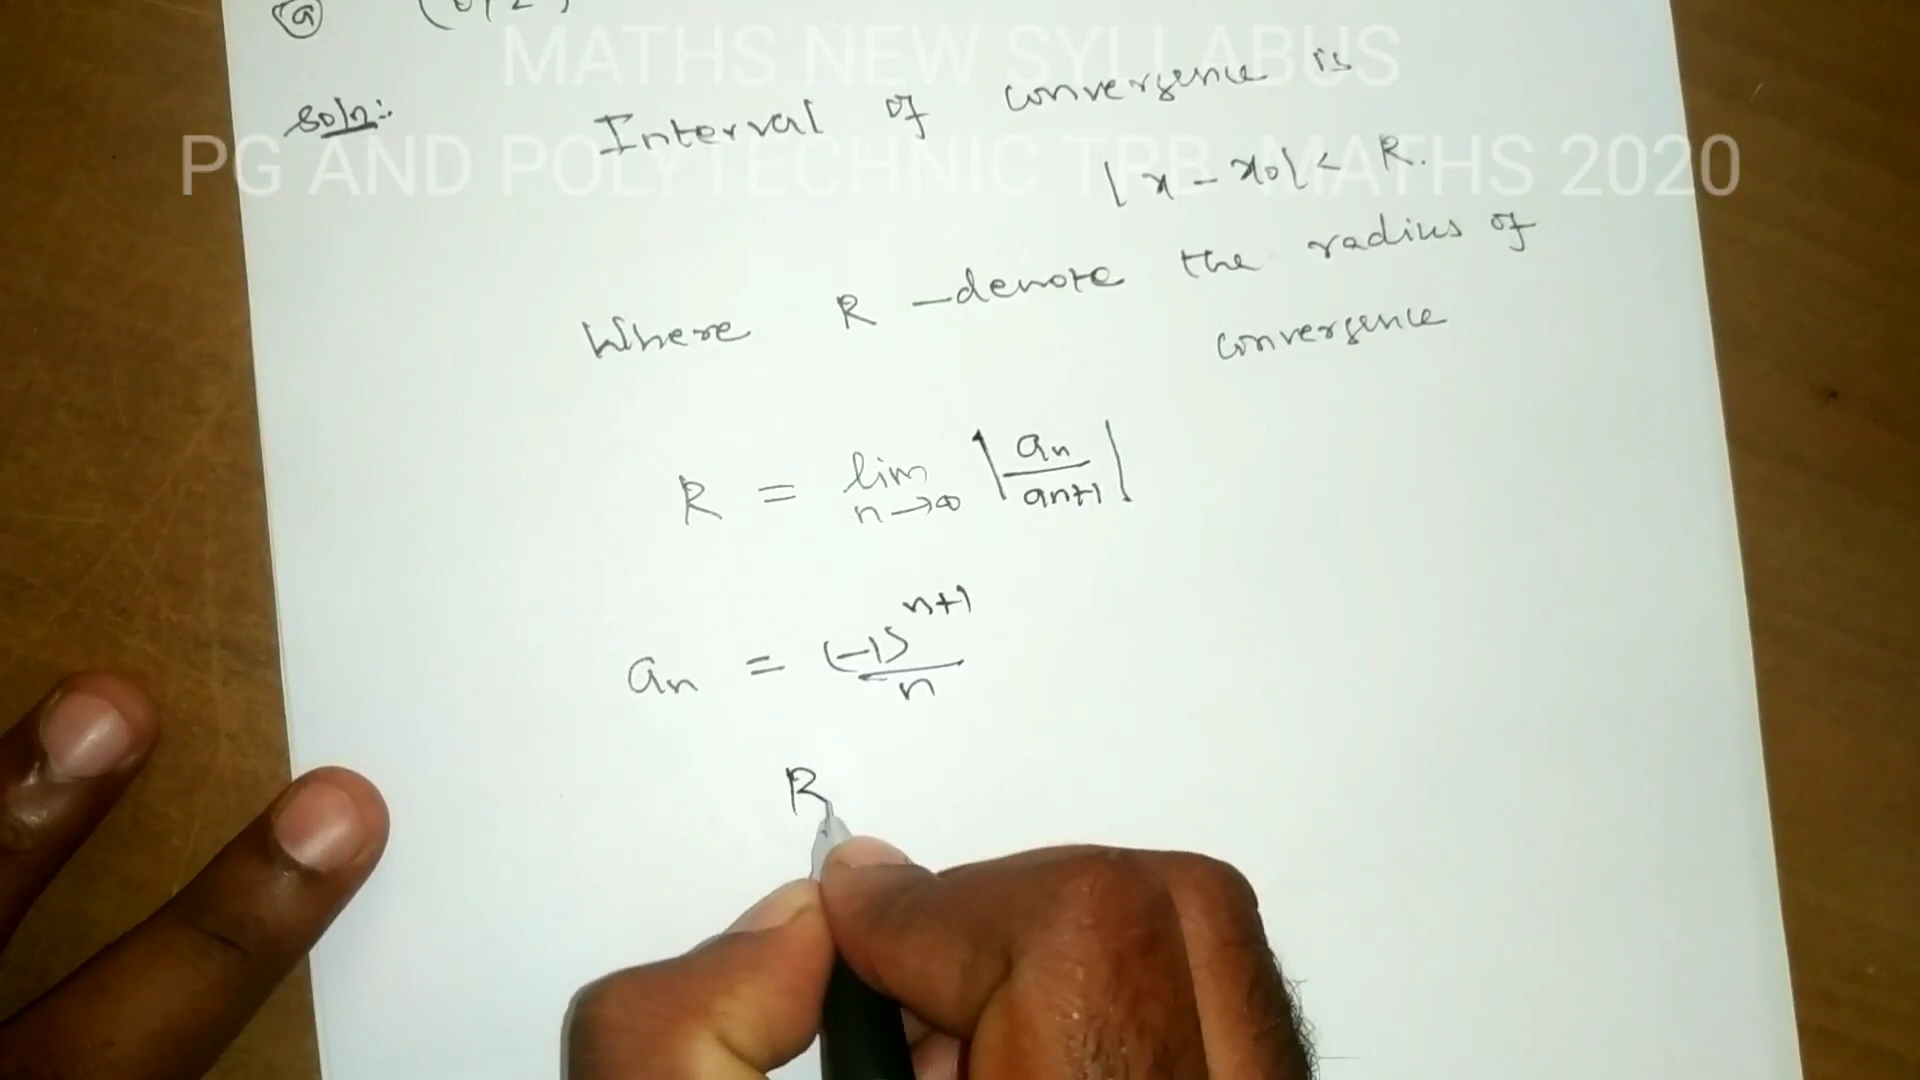 (a)
MATHS NEW SYLLABUS
Soln:-
Interval of convergence is
PG AND POLYTECHNIC TRB MATHS 2020
|x - x0| < R.
Where R - denote the radius of
convergence
R = lim n→∞ |an / an+1|
an = (-1)^n+1 / n
R